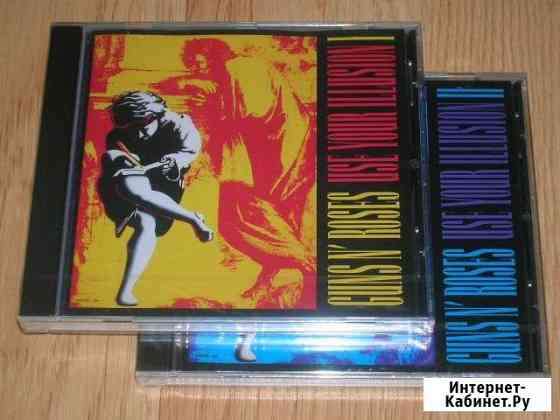 GUNS N' ROSES USE YOUR ILLUSION I
GUNS N' ROSES USE YOUR ILLUSION II
Интернет-
Кабинет.Ру